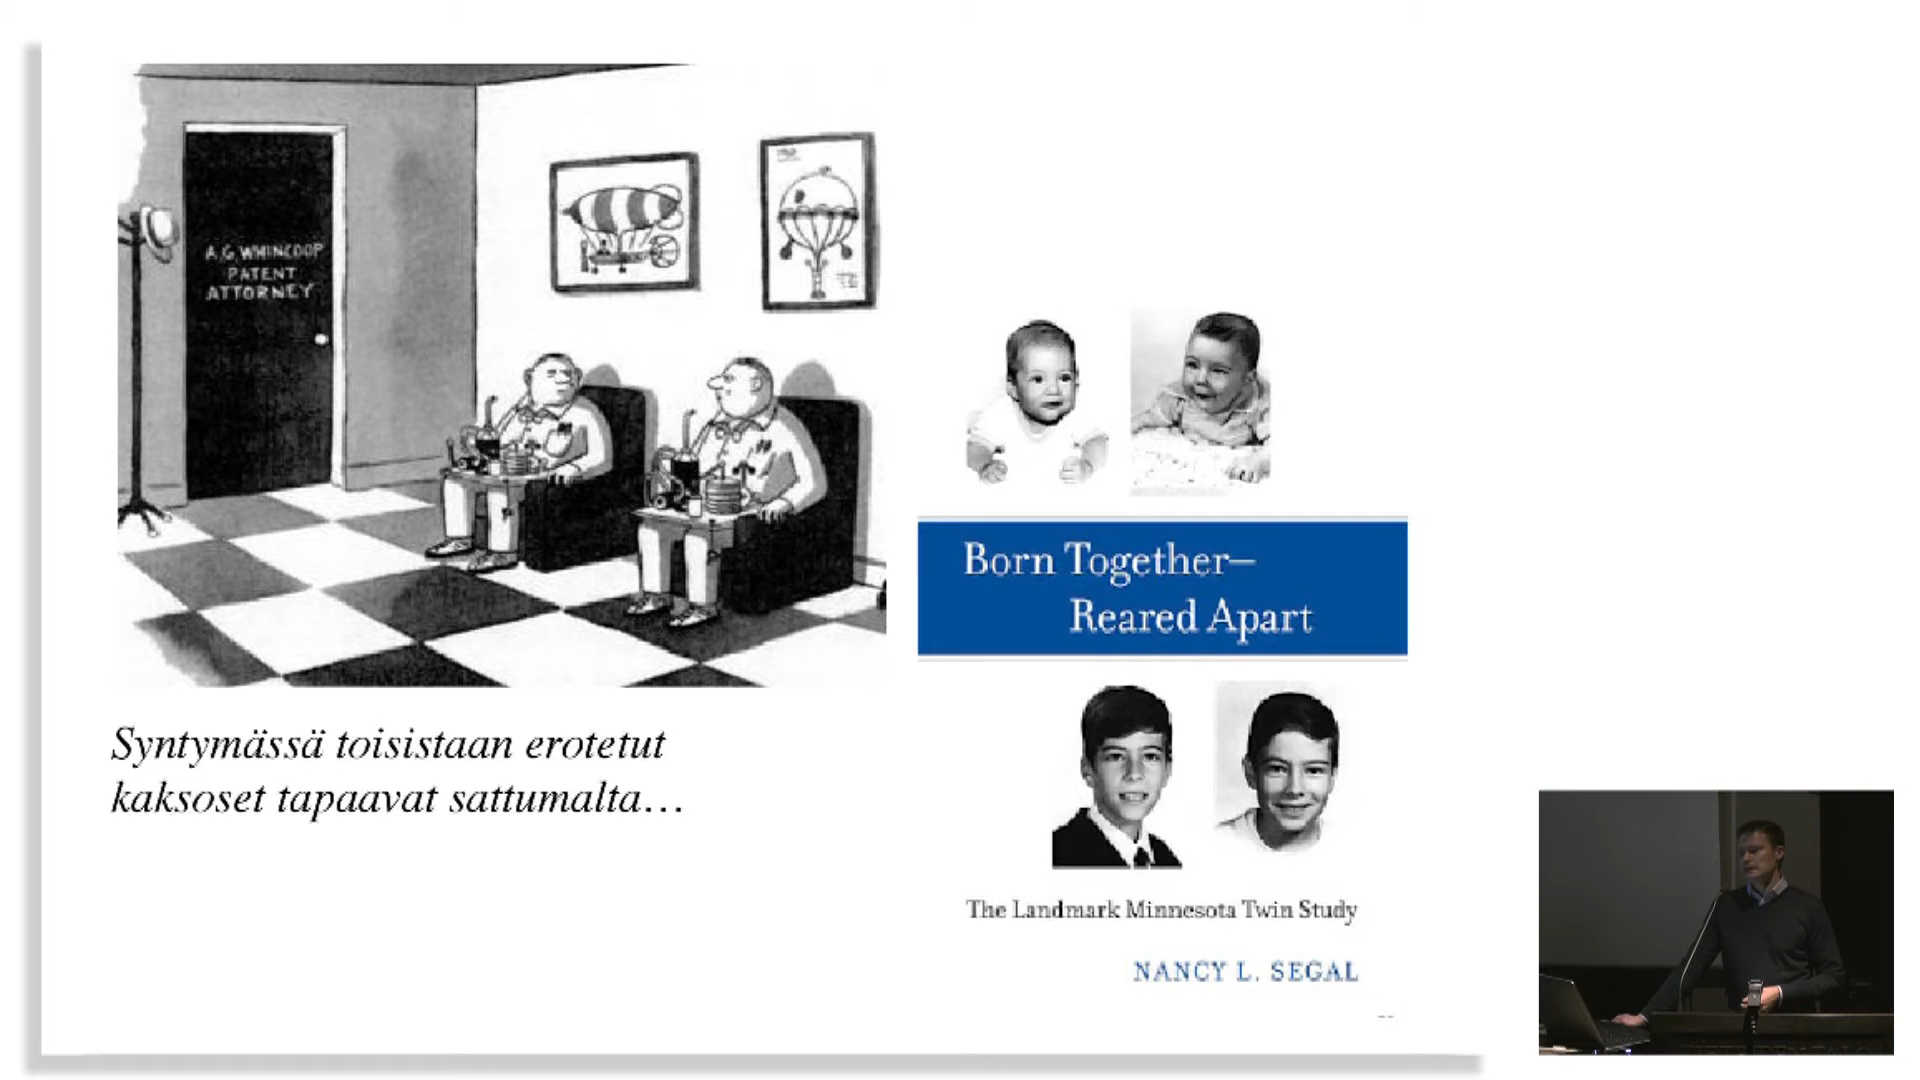 A.G. WHINCOOP
PATENT
ATTORNEY
Syntymässä toisistaan erotetut
kaksoset tapaavat sattumalta…
Born Together—
Reared Apart
The Landmark Minnesota Twin Study
NANCY L. SEGAL